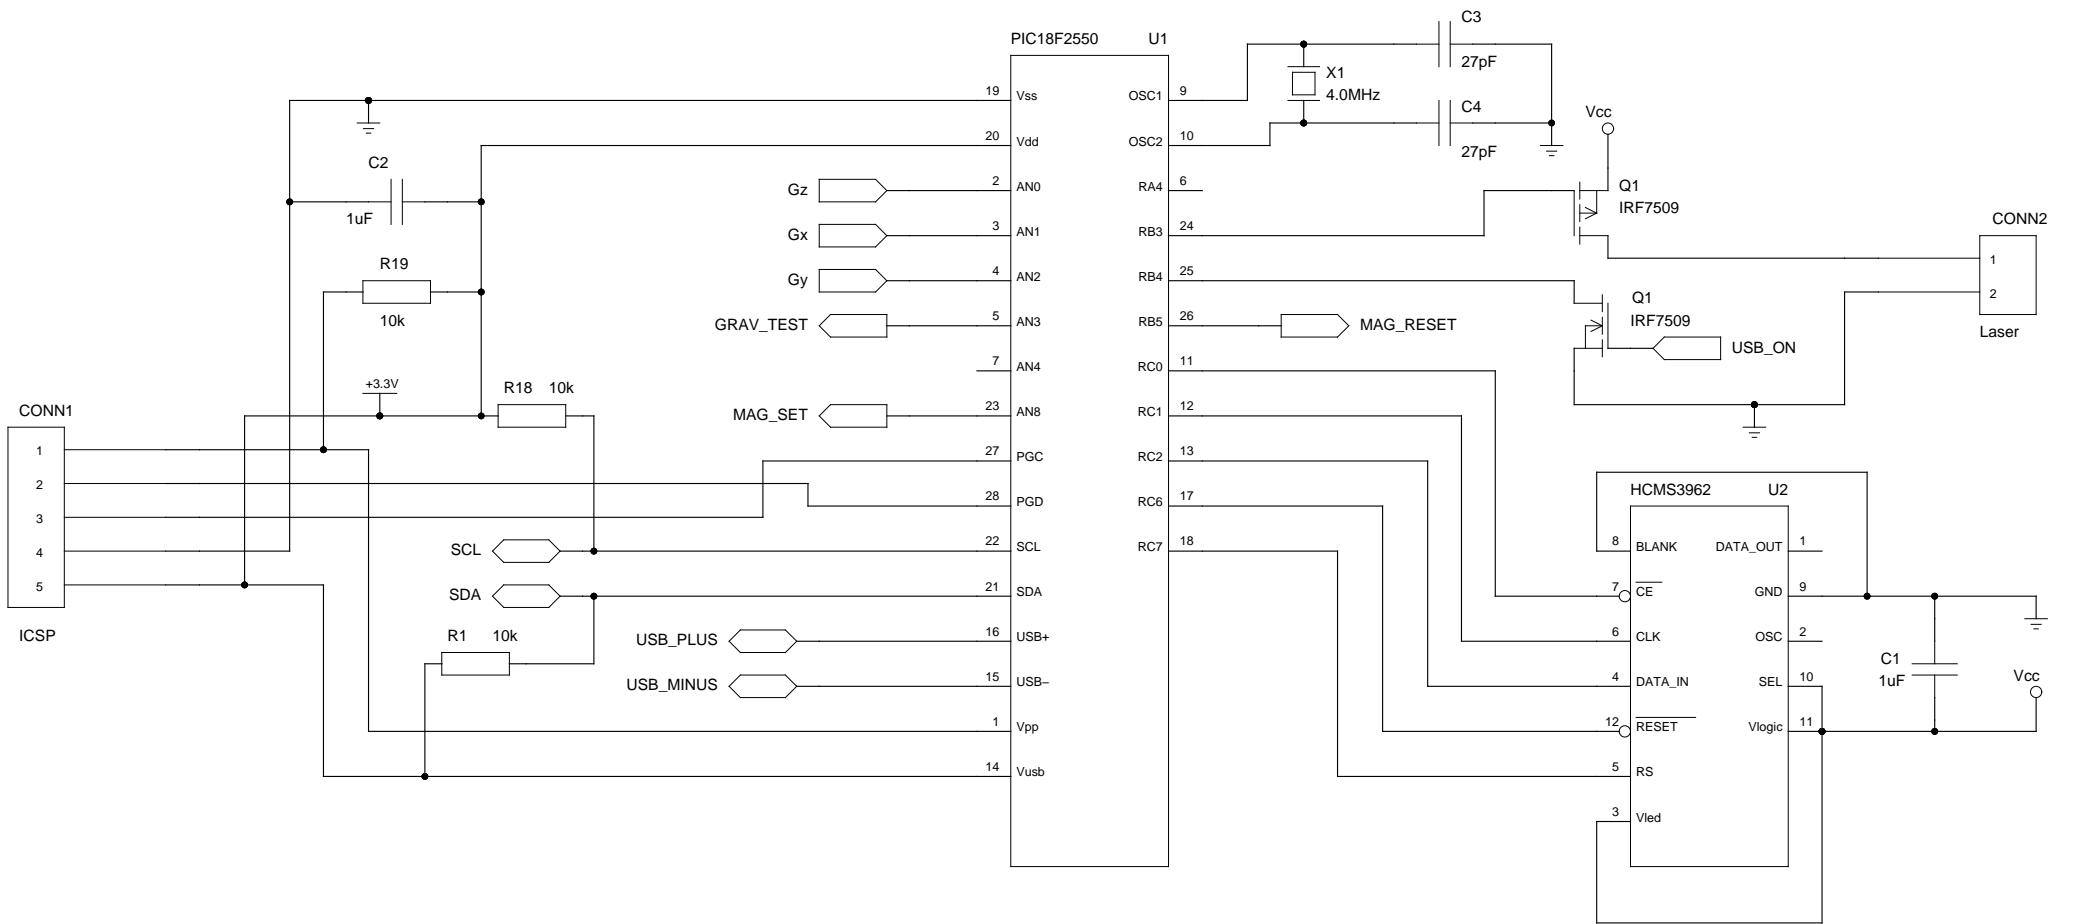 C3
27pF
PIC18F2550 U1
X1
4.0MHz
C4
27pF
Vcc
19 Vss OSC1 9
20 Vdd OSC2 10
C2
1uF
Gz 2 AN0 RA4 6
Q1
IRF7509
Gx 3 AN1 RB3 24
CONN2
1
2
Laser
R19
10k
Gy 4 AN2 RB4 25
Q1
IRF7509
USB_ON
GRAV_TEST 5 AN3 RB5 26 MAG_RESET
7 AN4 RC0 11
+3.3V
R18 10k
MAG_SET 23 AN8 RC1 12
CONN1
1
2
3
4
5
ICSP
27 PGC RC2 13
28 PGD RC6 17
SCL 22 SCL RC7 18
SDA 21 SDA
R1 10k
USB_PLUS 16 USB+
USB_MINUS 15 USB–
1 Vpp
14 Vusb
HCMS3962 U2
8 BLANK DATA_OUT 1
7 CE GND 9
6 CLK OSC 2
4 DATA_IN SEL 10
12 RESET Vlogic 11
5 RS
3 Vled
C1
1uF
Vcc